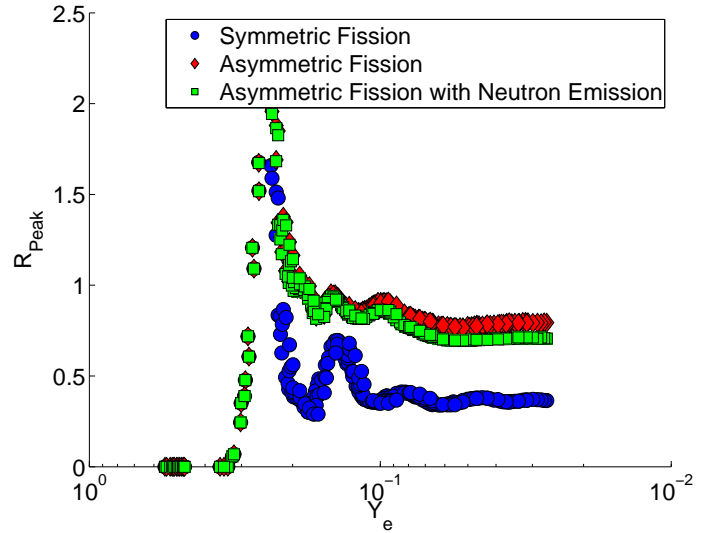 Symmetric Fission
Asymmetric Fission
Asymmetric Fission with Neutron Emission
2.5
2
1.5
1
0.5
0
R_Peak
10^0
10^-1
10^-2
Y_e